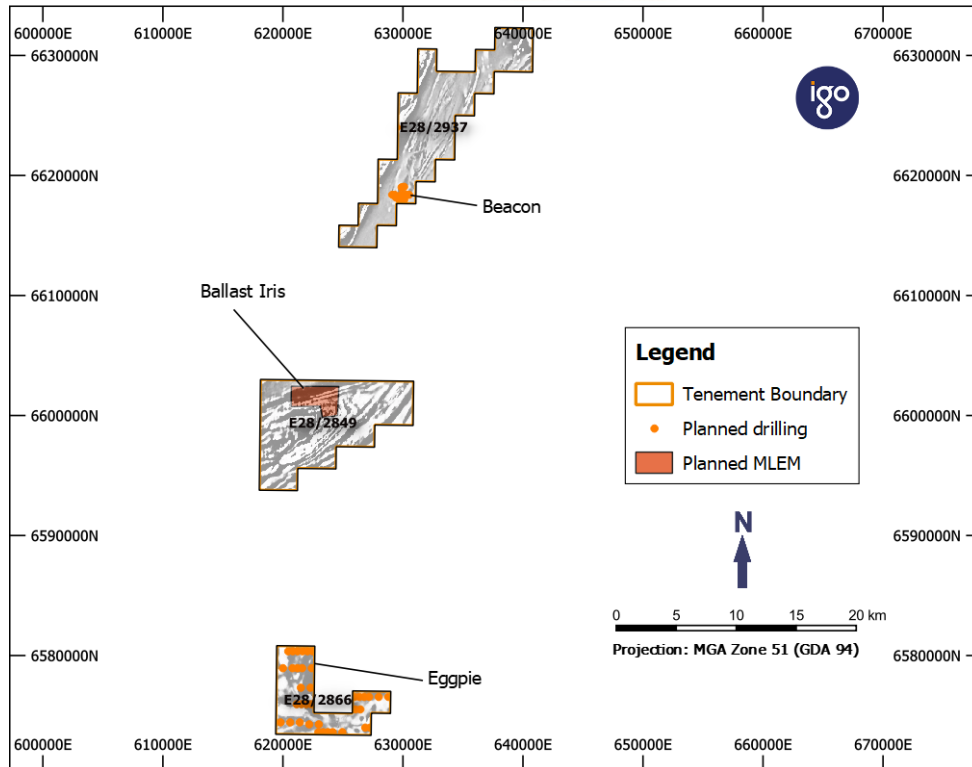 600000E 610000E 620000E 630000E 640000E 650000E 660000E 670000E
6630000N 6630000N
igo
E28/2937
6620000N 6620000N
Beacon
6610000N 6610000N
Ballast Iris
Legend
Tenement Boundary
Planned drilling
Planned MLEM
6600000N 6600000N
E28/2849
N
6590000N 6590000N
0 5 10 15 20 km
Projection: MGA Zone 51 (GDA 94)
6580000N 6580000N
Eggpie
E28/2866
600000E 610000E 620000E 630000E 640000E 650000E 660000E 670000E